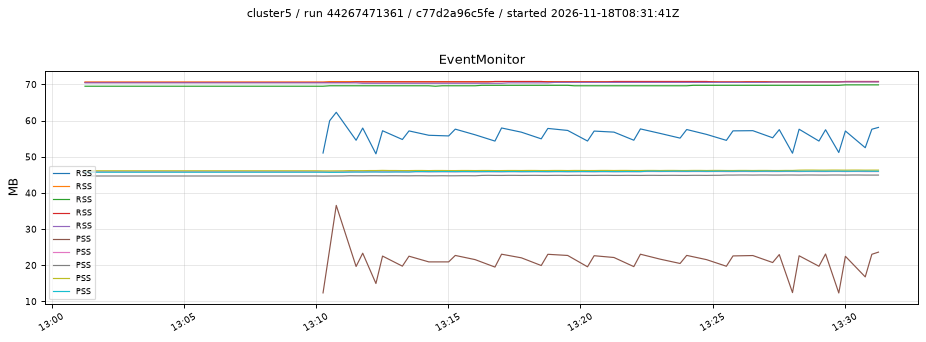 cluster5 / run 44267471361 / c77d2a96c5fe / started 2026-11-18T08:31:41Z
EventMonitor
MB
70
60
50
40
30
20
10
RSS
RSS
RSS
RSS
RSS
PSS
PSS
PSS
PSS
PSS
13:00
13:05
13:10
13:15
13:20
13:25
13:30